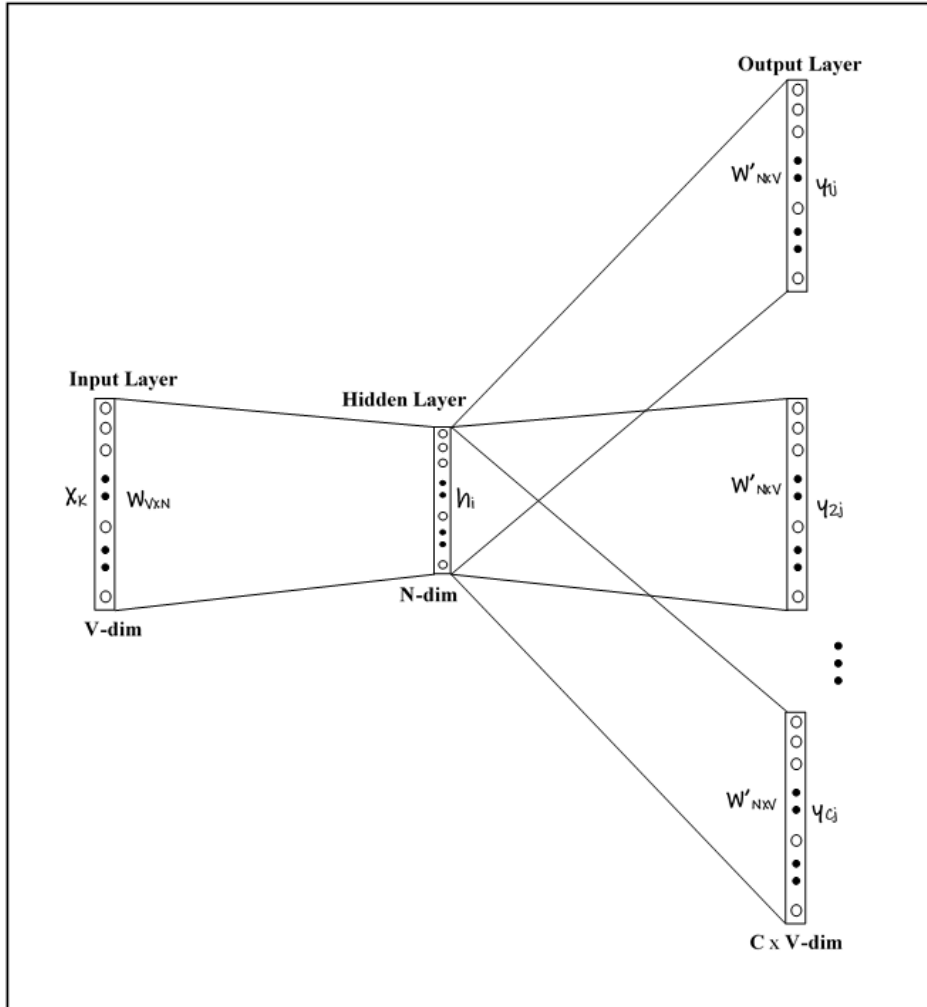 Output Layer
W'NxV
y1j
Input Layer
Hidden Layer
xK
WVxN
hi
W'NxV
y2j
N-dim
V-dim
W'NxV
yCj
C x V-dim